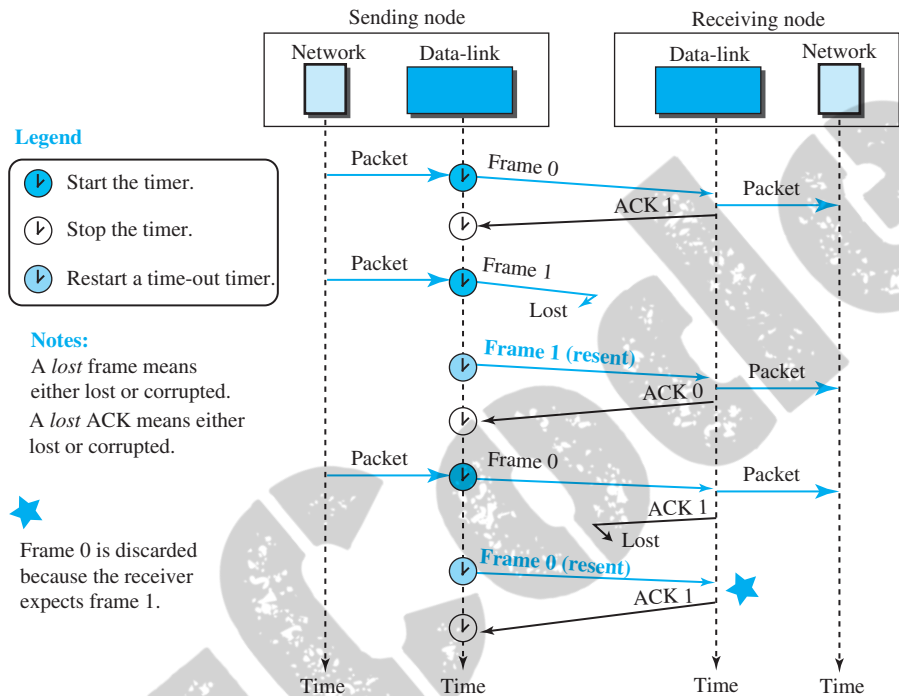 Sending node
Receiving node
Network
Data-link
Data-link
Network
Legend
Start the timer.
Stop the timer.
Restart a time-out timer.
Notes:
A lost frame means
either lost or corrupted.
A lost ACK means either
lost or corrupted.
Frame 0 is discarded
because the receiver
expects frame 1.
Packet
Frame 0
ACK 1
Packet
Packet
Frame 1
Lost
Frame 1 (resent)
Packet
ACK 0
Packet
Frame 0
Packet
ACK 1
Lost
Frame 0 (resent)
ACK 1
Time
Time
Time
Time